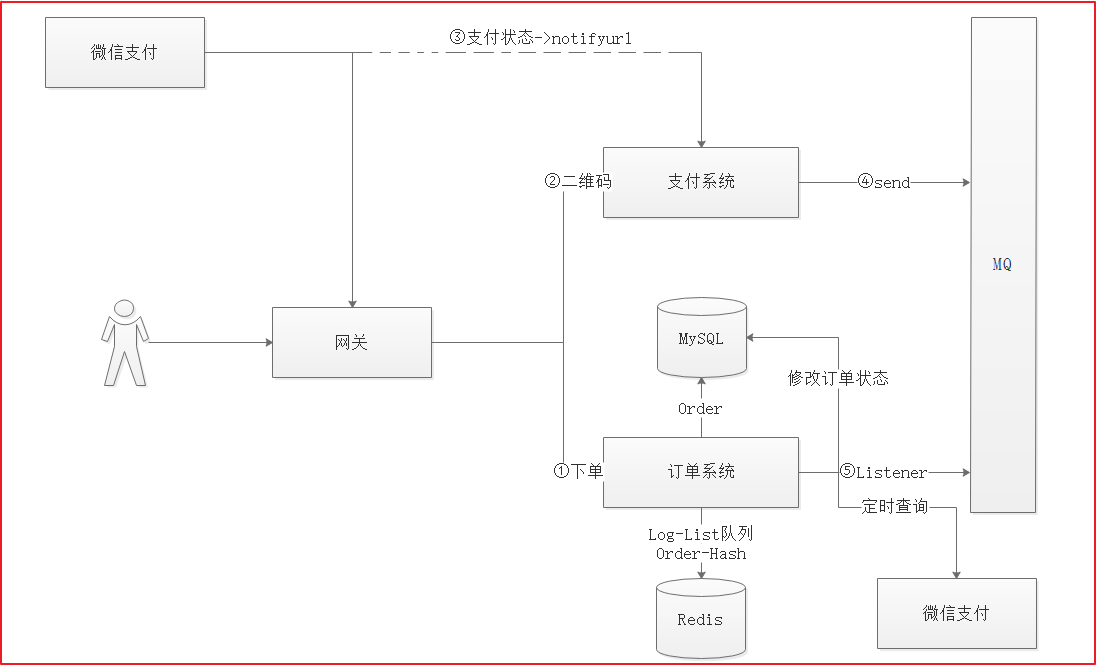 微信支付
③支付状态->notifyurl
②二维码
支付系统
④send
MQ
网关
MySQL
修改订单状态
Order
①下单
订单系统
⑤Listener
定时查询
Log-List队列
Order-Hash
Redis
微信支付